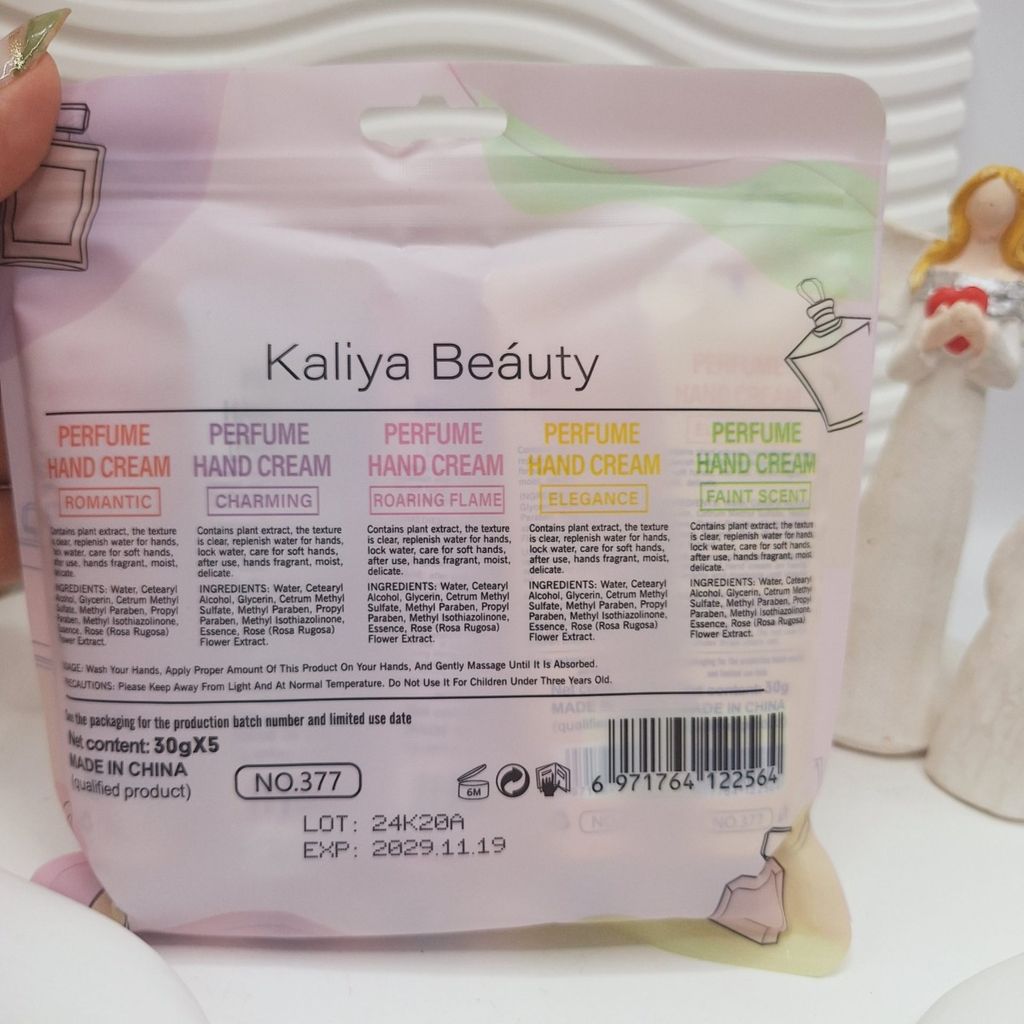 Kaliya Beáuty
PERFUME
HAND CREAM
ROMANTIC
Contains plant extract, the texture
is clear, replenish water for hands,
lock water, care for soft hands,
after use, hands fragrant, moist,
delicate.
INGREDIENTS: Water, Cetearyl
Alcohol, Glycerin, Cetrum Methyl
Sulfate, Methyl Paraben, Propyl
Paraben, Methyl Isothiazolinone,
Essence, Rose (Rosa Rugosa)
Flower Extract.
PERFUME
HAND CREAM
CHARMING
Contains plant extract, the texture
is clear, replenish water for hands,
lock water, care for soft hands,
after use, hands fragrant, moist,
delicate.
INGREDIENTS: Water, Cetearyl
Alcohol, Glycerin, Cetrum Methyl
Sulfate, Methyl Paraben, Propyl
Paraben, Methyl Isothiazolinone,
Essence, Rose (Rosa Rugosa)
Flower Extract.
PERFUME
HAND CREAM
ROARING FLAME
Contains plant extract, the texture
is clear, replenish water for hands,
lock water, care for soft hands,
after use, hands fragrant, moist,
delicate.
INGREDIENTS: Water, Cetearyl
Alcohol, Glycerin, Cetrum Methyl
Sulfate, Methyl Paraben, Propyl
Paraben, Methyl Isothiazolinone,
Essence, Rose (Rosa Rugosa)
Flower Extract.
PERFUME
HAND CREAM
ELEGANCE
Contains plant extract, the texture
is clear, replenish water for hands,
lock water, care for soft hands,
after use, hands fragrant, moist,
delicate.
INGREDIENTS: Water, Cetearyl
Alcohol, Glycerin, Cetrum Methyl
Sulfate, Methyl Paraben, Propyl
Paraben, Methyl Isothiazolinone,
Essence, Rose (Rosa Rugosa)
Flower Extract.
PERFUME
HAND CREAM
FAINT SCENT
Contains plant extract, the texture
is clear, replenish water for hands,
lock water, care for soft hands,
after use, hands fragrant, moist,
delicate.
INGREDIENTS: Water, Cetearyl
Alcohol, Glycerin, Cetrum Methyl
Sulfate, Methyl Paraben, Propyl
Paraben, Methyl Isothiazolinone,
Essence, Rose (Rosa Rugosa)
Flower Extract.
USAGE: Wash Your Hands, Apply Proper Amount Of This Product On Your Hands, And Gently Massage Until It Is Absorbed.
PRECAUTIONS: Please Keep Away From Light And At Normal Temperature. Do Not Use It For Children Under Three Years Old.
See the packaging for the production batch number and limited use date
Net content: 30gX5
MADE IN CHINA
(qualified product)
NO.377
6M
6 971764 122564
LOT: 24K20A
EXP: 2029.11.19